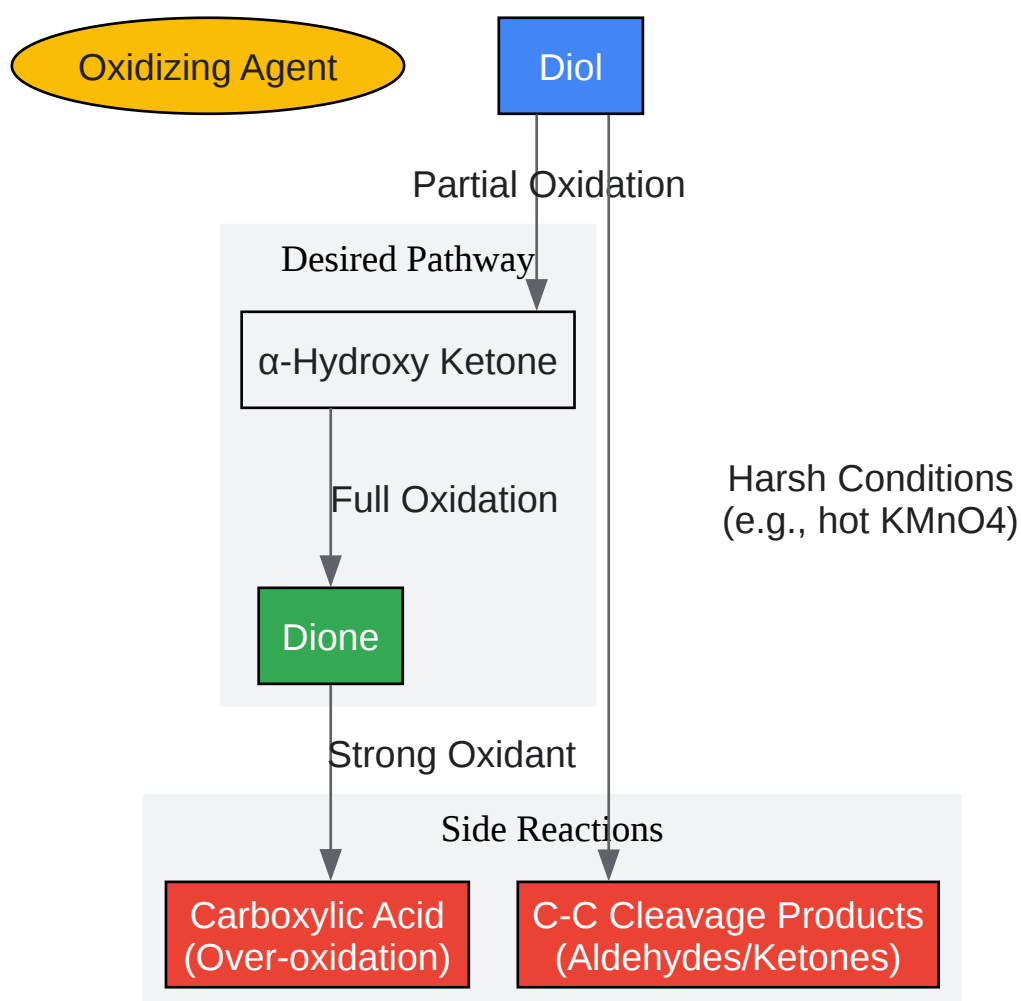 Oxidizing Agent
Diol
Partial Oxidation
Desired Pathway
α-Hydroxy Ketone
Full Oxidation
Harsh Conditions
(e.g., hot KMnO4)
Dione
Strong Oxidant
Side Reactions
Carboxylic Acid
(Over-oxidation)
C-C Cleavage Products
(Aldehydes/Ketones)